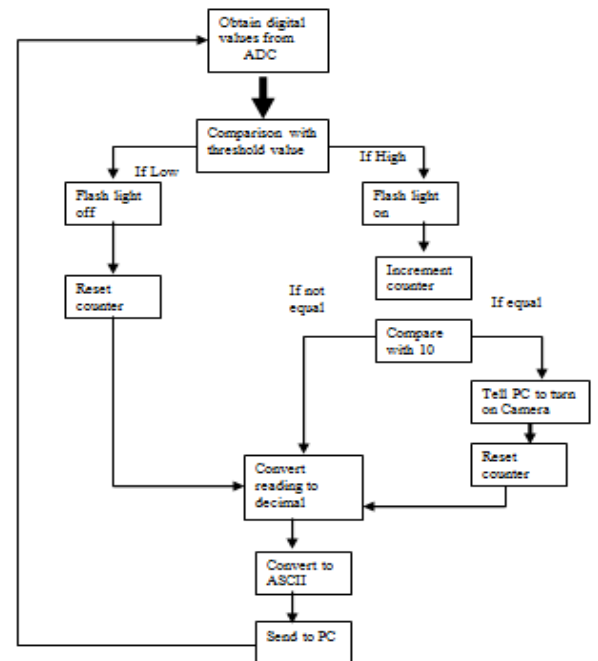 Obtain digital
values from
ADC
Comparison with
threshold value
If Low
If High
Flash light
off
Flash light
on
Reset
counter
Increment
counter
If not
equal
If equal
Compare
with 10
Tell PC to turn
on Camera
Reset
counter
Convert
reading to
decimal
Convert to
ASCII
Send to PC